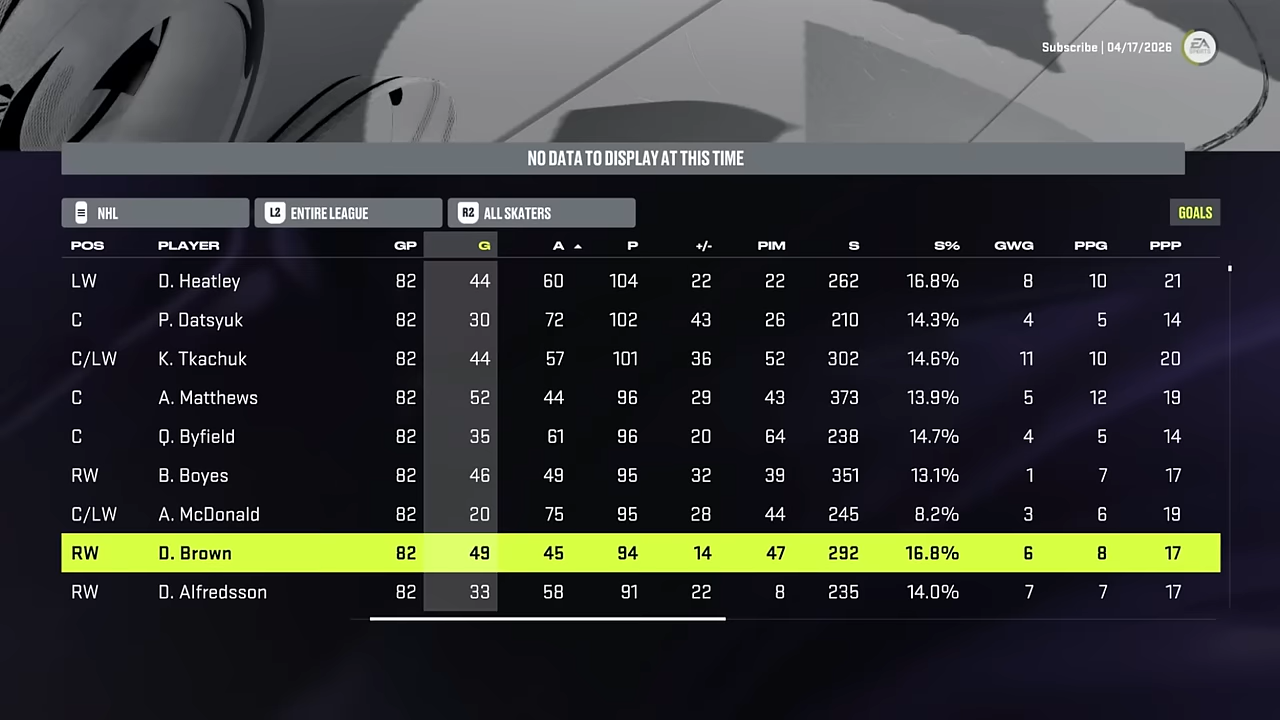 Subscribe | 04/17/2026
EA SPORTS
NO DATA TO DISPLAY AT THIS TIME
NHL L2 ENTIRE LEAGUE R2 ALL SKATERS GOALS
POS PLAYER GP G A P +/- PIM S S% GWG PPG PPP
LW D. Heatley 82 44 60 104 22 22 262 16.8% 8 10 21
C P. Datsyuk 82 30 72 102 43 26 210 14.3% 4 5 14
C/LW K. Tkachuk 82 44 57 101 36 52 302 14.6% 11 10 20
C A. Matthews 82 52 44 96 29 43 373 13.9% 5 12 19
C Q. Byfield 82 35 61 96 20 64 238 14.7% 4 5 14
RW B. Boyes 82 46 49 95 32 39 351 13.1% 1 7 17
C/LW A. McDonald 82 20 75 95 28 44 245 8.2% 3 6 19
RW D. Brown 82 49 45 94 14 47 292 16.8% 6 8 17
RW D. Alfredsson 82 33 58 91 22 8 235 14.0% 7 7 17